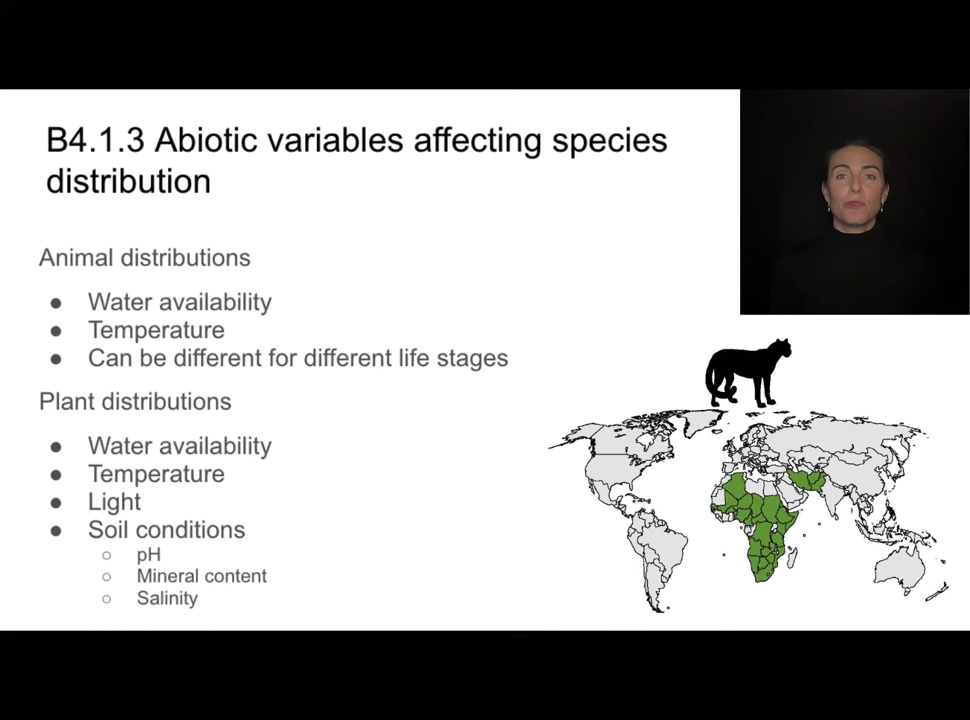 B4.1.3 Abiotic variables affecting species
distribution
Animal distributions
● Water availability
● Temperature
● Can be different for different life stages
Plant distributions
● Water availability
● Temperature
● Light
● Soil conditions
○ pH
○ Mineral content
○ Salinity